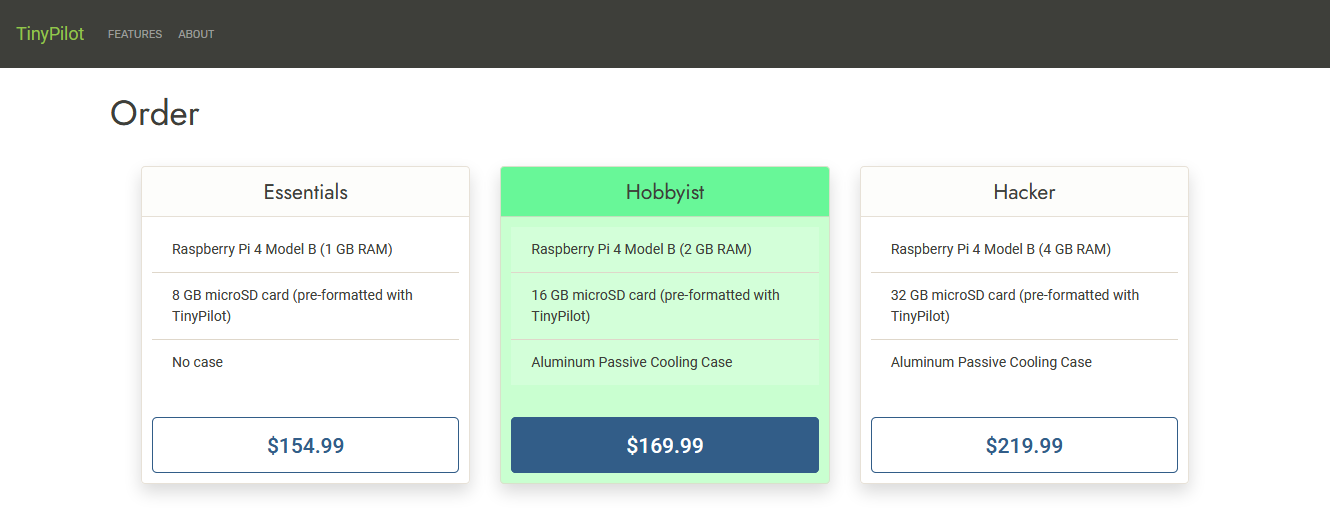 TinyPilot FEATURES ABOUT
Order
Essentials
Raspberry Pi 4 Model B (1 GB RAM)
8 GB microSD card (pre-formatted with
TinyPilot)
No case
$154.99
Hobbyist
Raspberry Pi 4 Model B (2 GB RAM)
16 GB microSD card (pre-formatted with
TinyPilot)
Aluminum Passive Cooling Case
$169.99
Hacker
Raspberry Pi 4 Model B (4 GB RAM)
32 GB microSD card (pre-formatted with
TinyPilot)
Aluminum Passive Cooling Case
$219.99